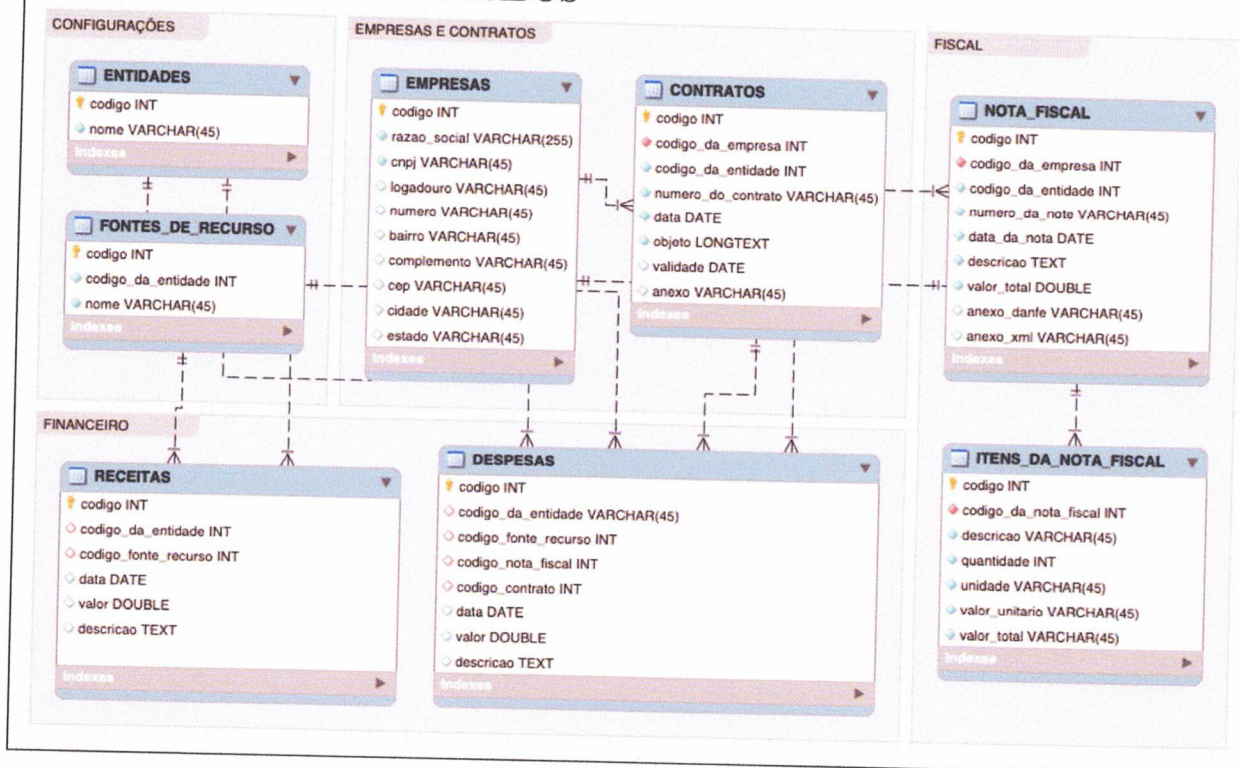 CONFIGURAÇÕES
ENTIDADES
codigo INT
nome VARCHAR(45)
Indexes
FONTES_DE_RECURSO
codigo INT
codigo_da_entidade INT
nome VARCHAR(45)
Indexes
EMPRESAS E CONTRATOS
EMPRESAS
codigo INT
razao_social VARCHAR(255)
cnpj VARCHAR(45)
logadouro VARCHAR(45)
numero VARCHAR(45)
bairro VARCHAR(45)
complemento VARCHAR(45)
cep VARCHAR(45)
cidade VARCHAR(45)
estado VARCHAR(45)
Indexes
CONTRATOS
codigo INT
codigo_da_empresa INT
codigo_da_entidade INT
numero_do_contrato VARCHAR(45)
data DATE
objeto LONGTEXT
validade DATE
anexo VARCHAR(45)
Indexes
FISCAL
NOTA_FISCAL
codigo INT
codigo_da_empresa INT
codigo_da_entidade INT
numero_da_note VARCHAR(45)
data_da_nota DATE
descricao TEXT
valor_total DOUBLE
anexo_danfe VARCHAR(45)
anexo_xml VARCHAR(45)
Indexes
ITENS_DA_NOTA_FISCAL
codigo INT
codigo_da_nota_fiscal INT
descricao VARCHAR(45)
quantidade INT
unidade VARCHAR(45)
valor_unitario VARCHAR(45)
valor_total VARCHAR(45)
Indexes
FINANCEIRO
RECEITAS
codigo INT
codigo_da_entidade INT
codigo_fonte_recurso INT
data DATE
valor DOUBLE
descricao TEXT
Indexes
DESPESAS
codigo INT
codigo_da_entidade VARCHAR(45)
codigo_fonte_recurso INT
codigo_nota_fiscal INT
codigo_contrato INT
data DATE
valor DOUBLE
descricao TEXT
Indexes